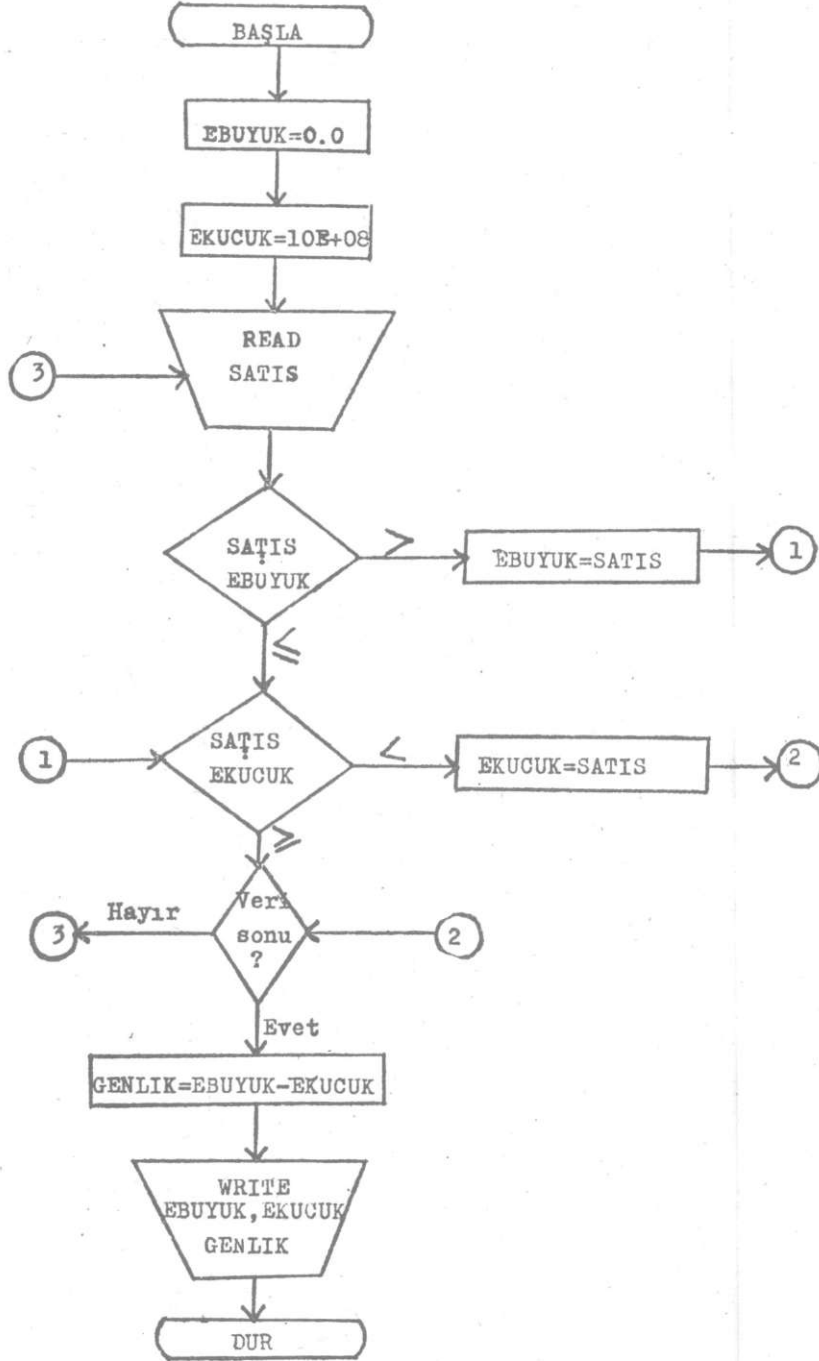 BAŞLA
EBUYUK=0.0
EKUCUK=10E+08
READ
SATIS
3
SATIS
:
EBUYUK
>
EBUYUK=SATIS
1
≤
1
SATIS
:
EKUCUK
<
EKUCUK=SATIS
2
≥
3
Hayır
Veri
sonu
?
2
Evet
GENLIK=EBUYUK-EKUCUK
WRITE
EBUYUK, EKUCUK
GENLIK
DUR